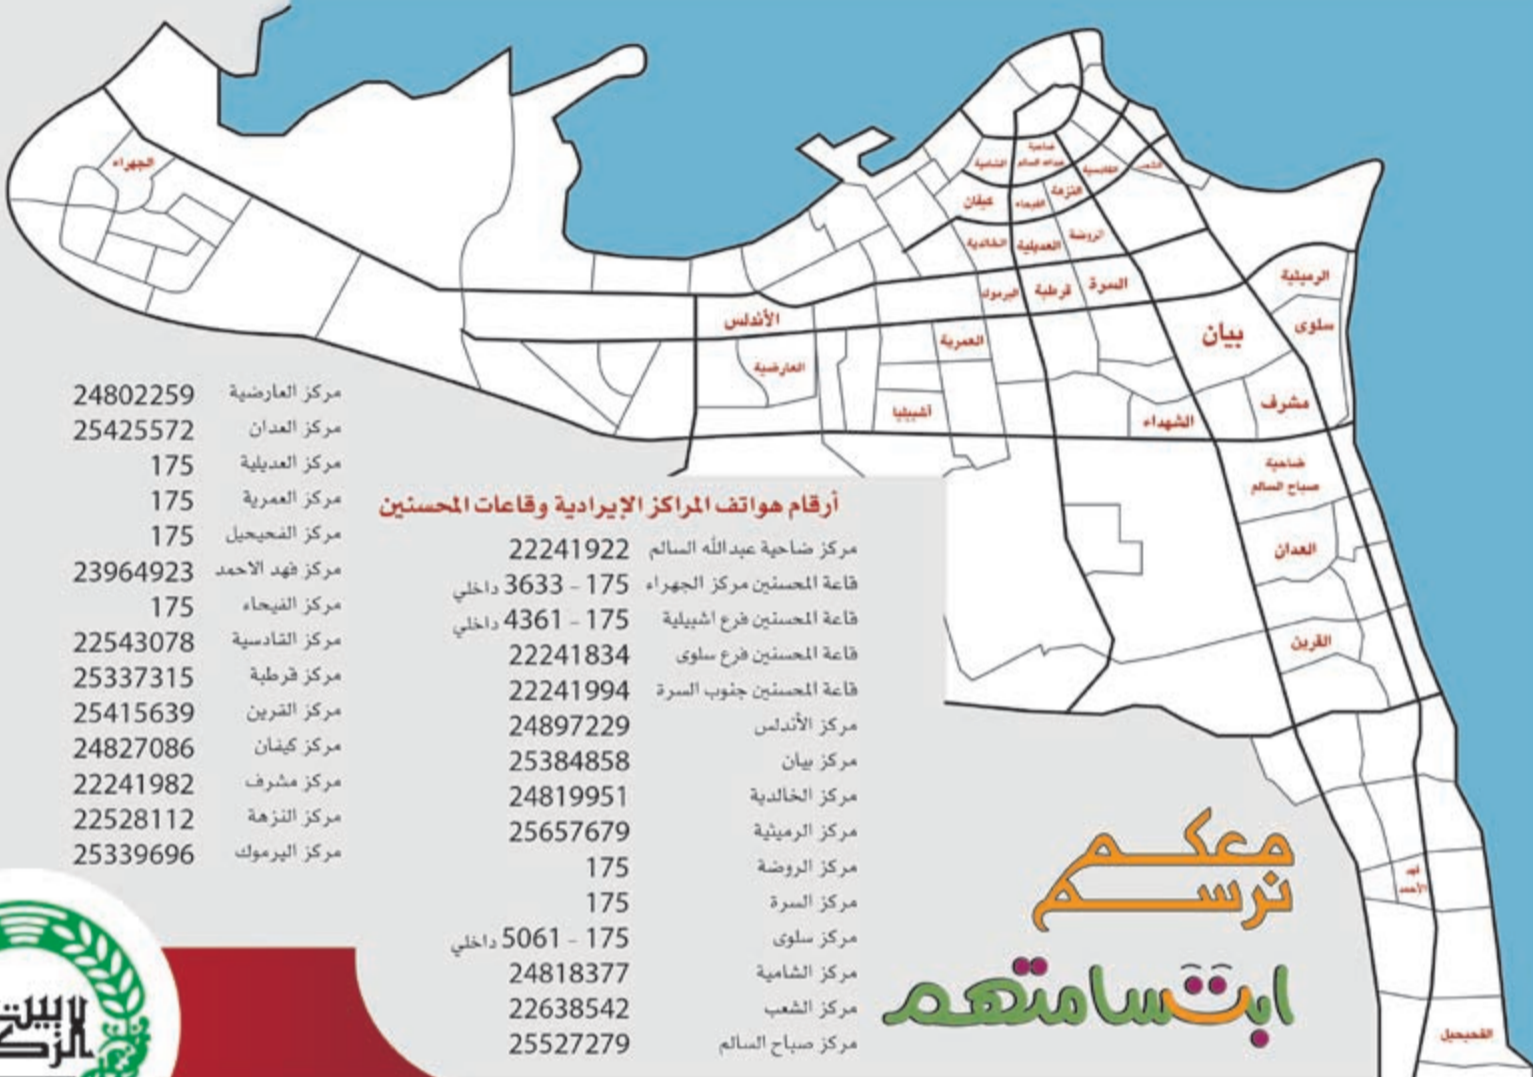 الجهراء
الشامية
ضاحية
عبدالله السالم
القادسية
الشعب
كيفان
الفيحاء
النزهة
الخالدية
العديلية
الروضة
اليرموك
قرطبة
السرة
الرميثية
سلوى
بيان
الأندلس
العمرية
العارضية
أشبيليا
الشهداء
مشرف
ضاحية
صباح السالم
العدان
القرين
فهد
الأحمد
الفحيحيل
أرقام هواتف المراكز الإيرادية وقاعات المحسنين
مركز ضاحية عبدالله السالم 22241922
قاعة المحسنين مركز الجهراء 175 - 3633 داخلي
قاعة المحسنين فرع اشبيلية 175 - 4361 داخلي
قاعة المحسنين فرع سلوى 22241834
قاعة المحسنين جنوب السرة 22241994
مركز الأندلس 24897229
مركز بيان 25384858
مركز الخالدية 24819951
مركز الرميثية 25657679
مركز الروضة 175
مركز السرة 175
مركز سلوى 175 - 5061 داخلي
مركز الشامية 24818377
مركز الشعب 22638542
مركز صباح السالم 25527279
مركز العارضية 24802259
مركز العدان 25425572
مركز العديلية 175
مركز العمرية 175
مركز الفحيحيل 175
مركز فهد الاحمد 23964923
مركز الفيحاء 175
مركز القادسية 22543078
مركز قرطبة 25337315
مركز القرين 25415639
مركز كيفان 24827086
مركز مشرف 22241982
مركز النزهة 22528112
مركز اليرموك 25339696
معكم
نرسم
ابتسامتهم
بيت